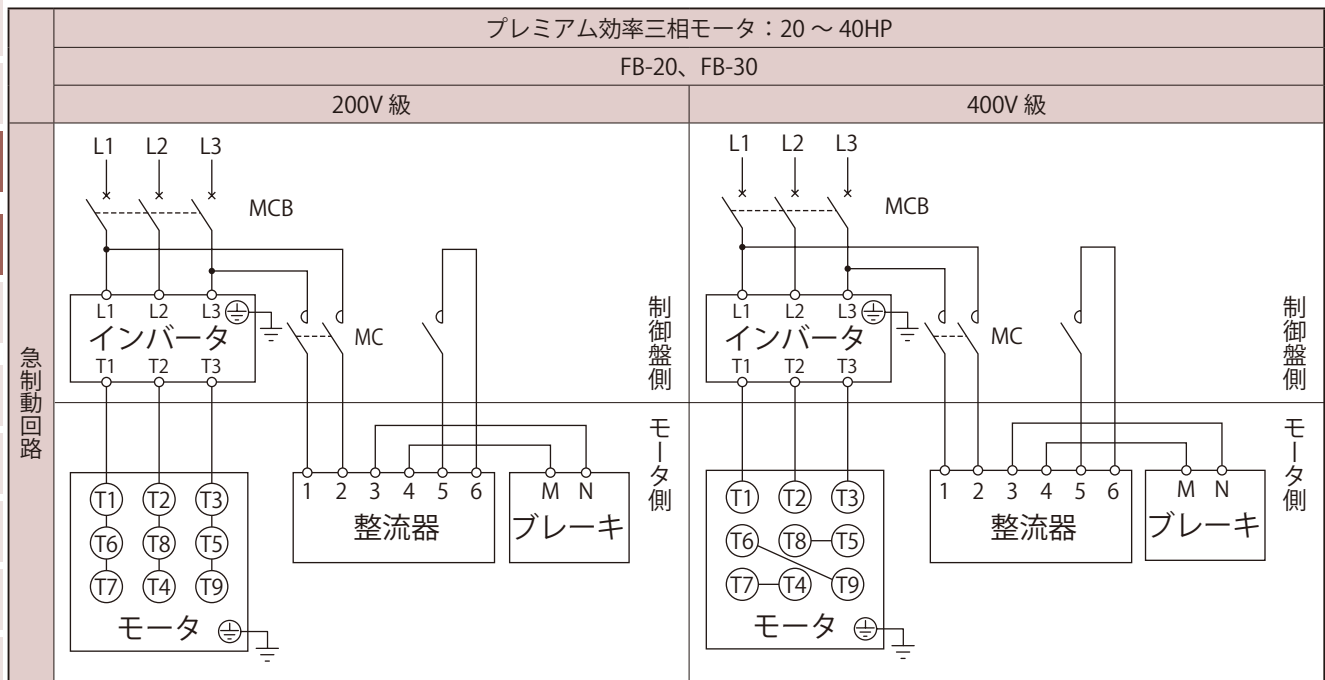 プレミアム効率三相モータ：20 ～ 40HP
FB-20、FB-30
200V 級
400V 級
急制動回路
L1 L2 L3
MCB
L1 L2 L3
インバータ
T1 T2 T3
MC
制御盤側
モータ側
T1 T2 T3
T6 T8 T5
T7 T4 T9
モータ
1 2 3 4 5 6
整流器
M N
ブレーキ
L1 L2 L3
MCB
L1 L2 L3
インバータ
T1 T2 T3
MC
制御盤側
モータ側
T1 T2 T3
T6 T8 T5
T7 T4 T9
モータ
1 2 3 4 5 6
整流器
M N
ブレーキ